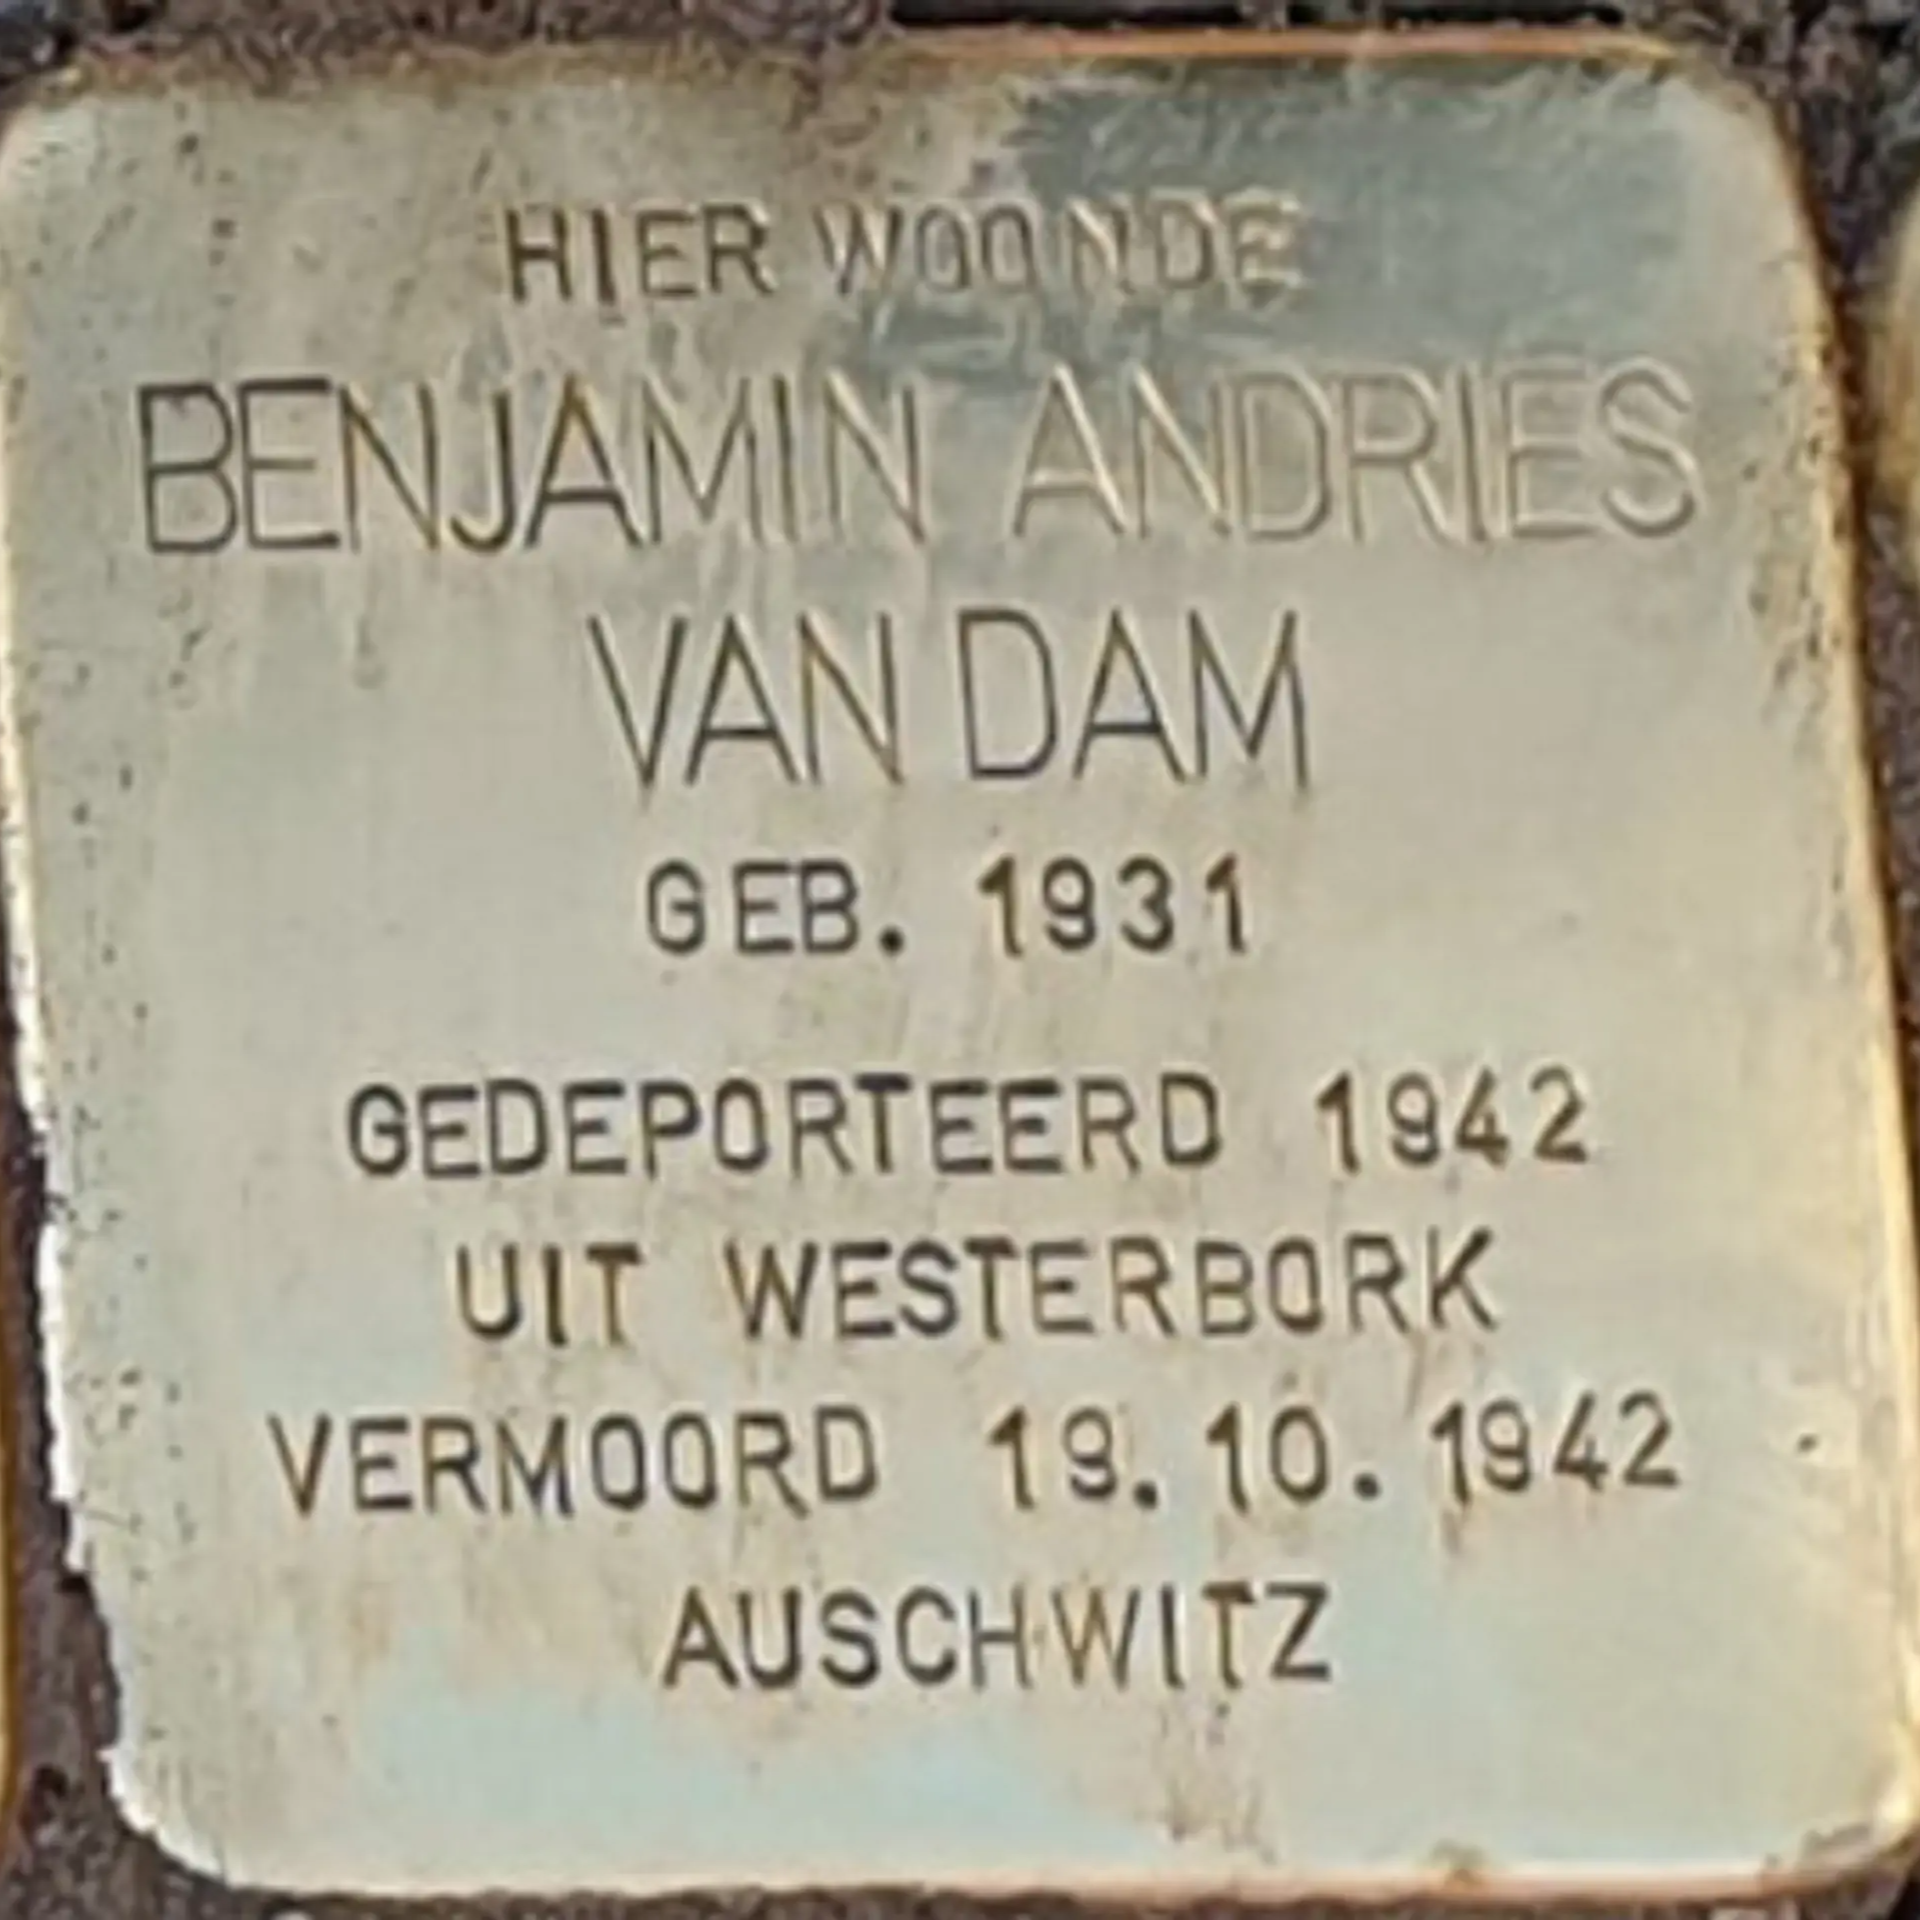 HIER WOONDE
BENJAMIN ANDRIES
VAN DAM
GEB. 1931
GEDEPORTEERD 1942
UIT WESTERBORK
VERMOORD 19.10.1942
AUSCHWITZ